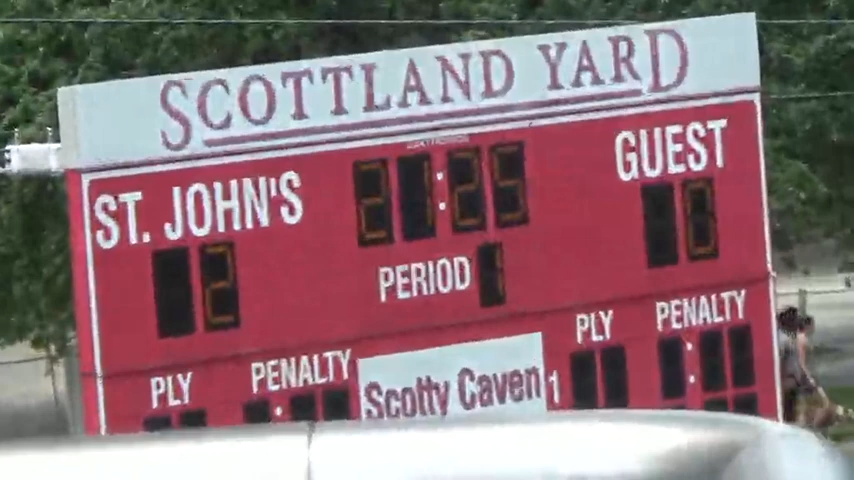 SCOTTLAND YARD
ST. JOHN'S 21:25 GUEST
2 PERIOD 1 0
PLY PENALTY PLY PENALTY
Scotty Caven 1